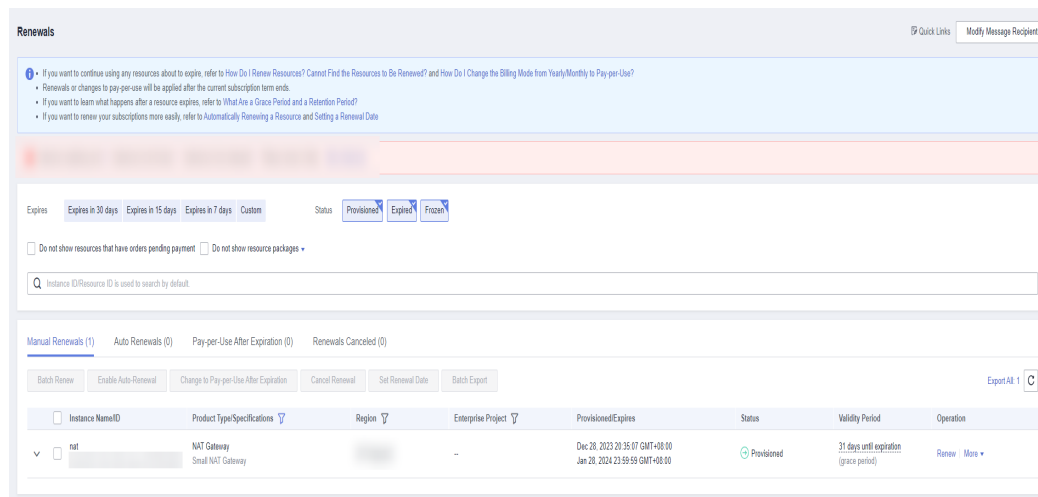 Renewals
Quick Links
Modify Message Recipient
If you want to continue using any resources about to expire, refer to How Do I Renew Resources? Cannot Find the Resources to Be Renewed? and How Do I Change the Billing Mode from Yearly/Monthly to Pay-per-Use?
Renewals or changes to pay-per-use will be applied after the current subscription term ends.
If you want to learn what happens after a resource expires, refer to What Are a Grace Period and a Retention Period?
If you want to renew your subscriptions more easily, refer to Automatically Renewing a Resource and Setting a Renewal Date
Expires Expires in 30 days Expires in 15 days Expires in 7 days Custom Status Provisioned Expired Frozen
Do not show resources that have orders pending payment Do not show resource packages
Instance ID/Resource ID is used to search by default.
Manual Renewals (1) Auto Renewals (0) Pay-per-Use After Expiration (0) Renewals Canceled (0)
Batch Renew Enable Auto-Renewal Change to Pay-per-Use After Expiration Cancel Renewal Set Renewal Date Batch Export Export All: 1
Instance Name/ID Product Type/Specifications Region Enterprise Project Provisioned/Expires Status Validity Period Operation
nat NAT Gateway -- Dec 28, 2023 20:35:07 GMT+08:00 Provisioned 31 days until expiration Renew More
Small NAT Gateway Jan 28, 2024 23:59:59 GMT+08:00 (grace period)